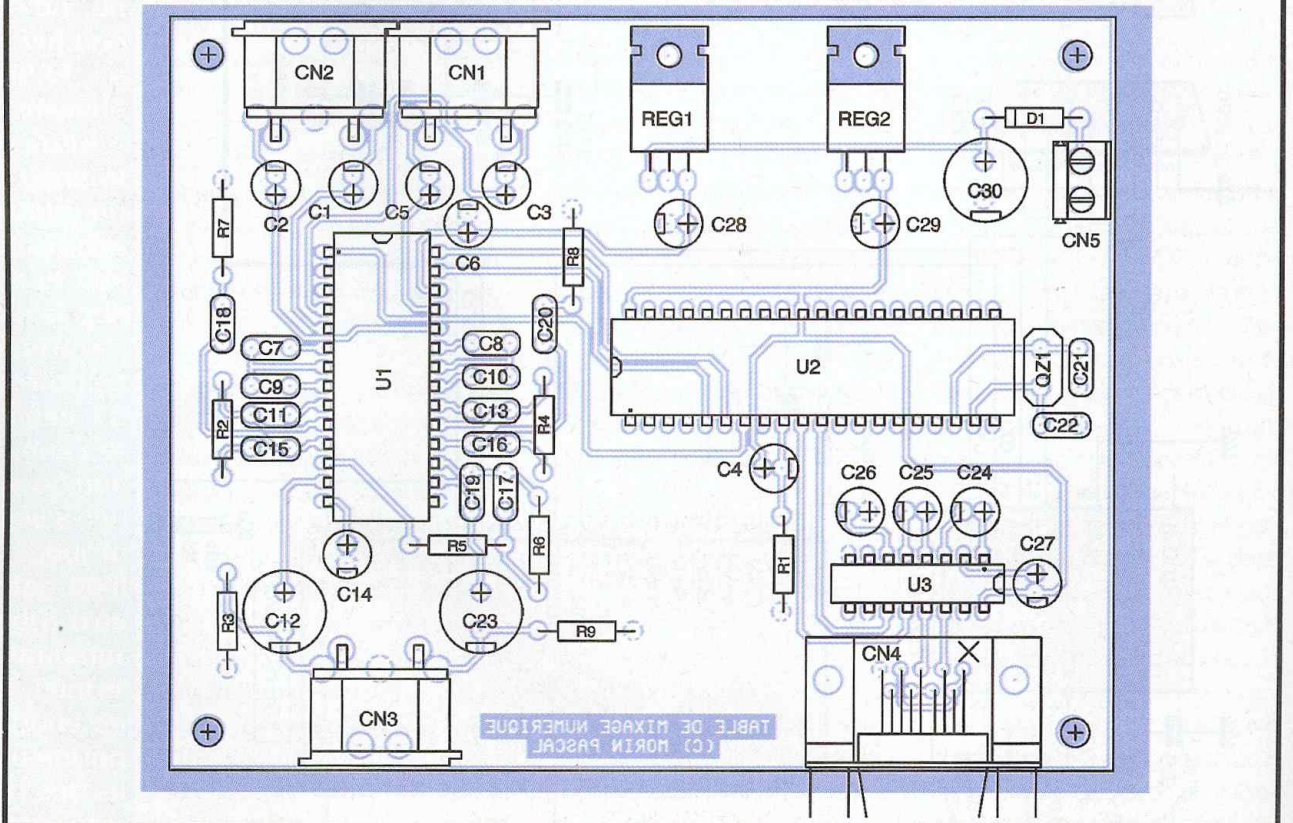 CN2
CN1
REG1
REG2
D1
C30
CN5
R7
C2
C1
C5
C3
C6
R8
C28
C29
C18
C7
C9
C11
C15
R2
U1
C8
C10
C13
C16
C20
R4
U2
QZ1
C21
C22
C19
C17
C4
C26
C25
C24
C27
R5
R6
R1
U3
C14
C12
C23
R3
R9
CN4
CN3
TABLE DE MIXAGE NUMERIQUE
(C) MORIN PASCAL